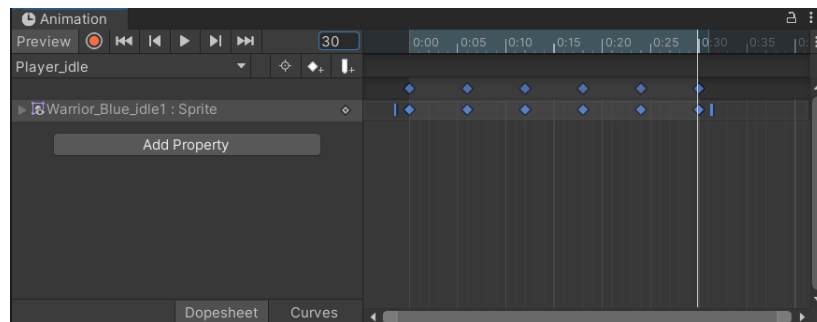 Animation
Preview 30 0:00 0:05 0:10 0:15 0:20 0:25 0:30 0:35 0:
Player_idle
Warrior_Blue_idle1 : Sprite
Add Property
Dopesheet Curves